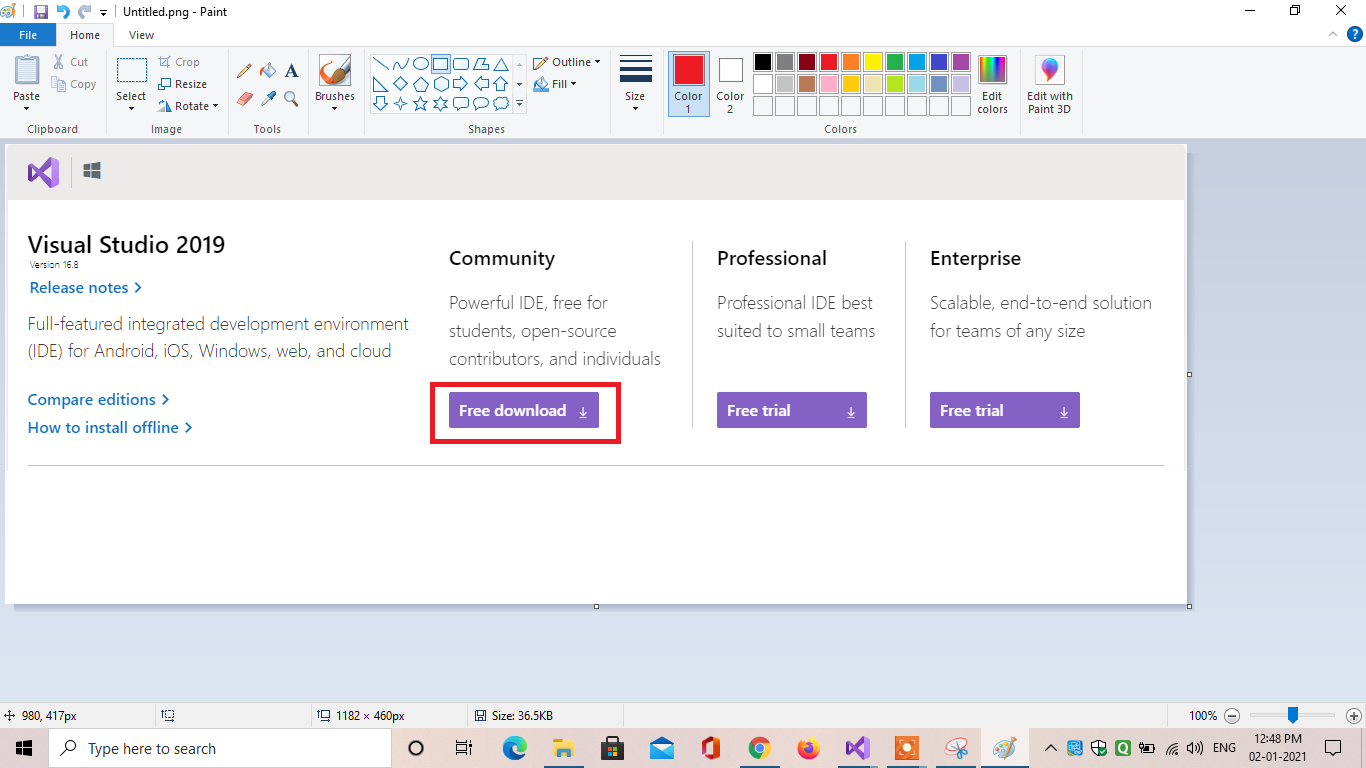 Untitled.png - Paint
File
Home
View
Paste
Cut
Copy
Clipboard
Select
Crop
Resize
Rotate
Image
A
Tools
Brushes
Shapes
Outline
Fill
Size
Color
1
Color
2
Colors
Edit
colors
Edit with
Paint 3D
Visual Studio 2019
Version 16.8
Release notes
Full-featured integrated development environment
(IDE) for Android, iOS, Windows, web, and cloud
Compare editions
How to install offline
Community
Powerful IDE, free for
students, open-source
contributors, and individuals
Free download
Professional
Professional IDE best
suited to small teams
Free trial
Enterprise
Scalable, end-to-end solution
for teams of any size
Free trial
980, 417px
1182 × 460px
Size: 36.5KB
100%
Type here to search
ENG
12:48 PM
02-01-2021